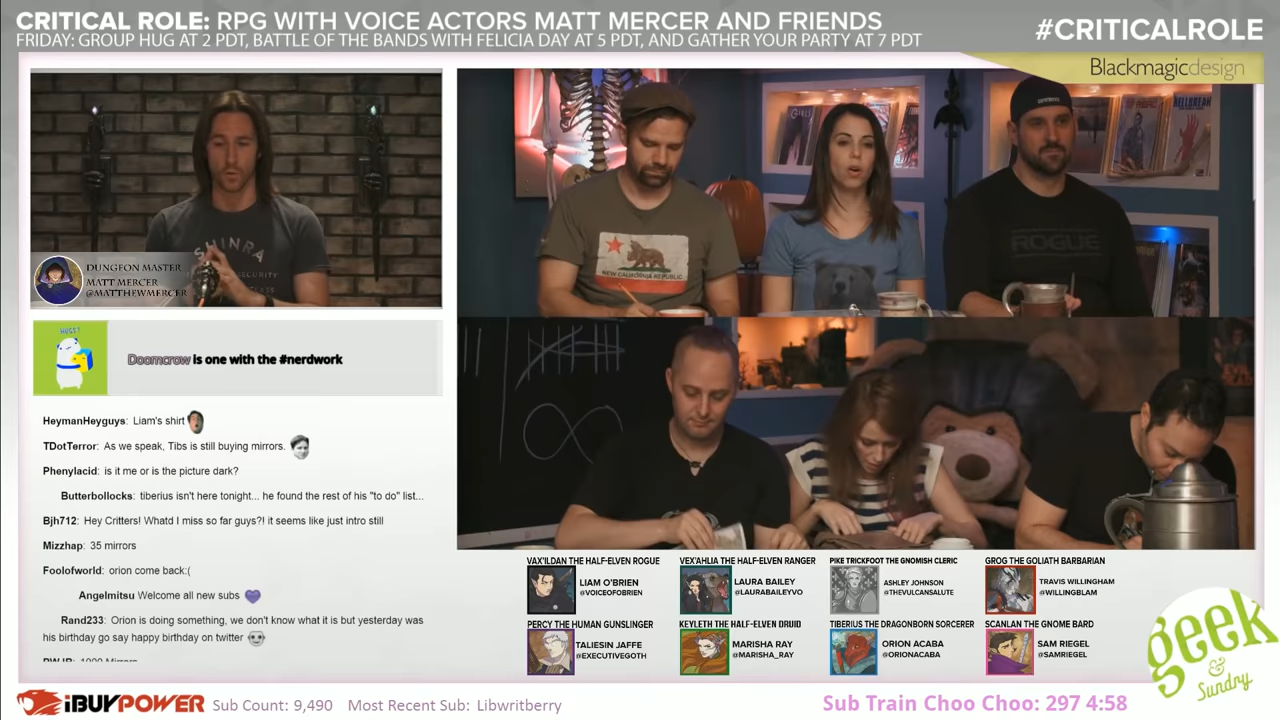 CRITICAL ROLE: RPG WITH VOICE ACTORS MATT MERCER AND FRIENDS
FRIDAY: GROUP HUG AT 2 PDT, BATTLE OF THE BANDS WITH FELICIA DAY AT 5 PDT, AND GATHER YOUR PARTY AT 7 PDT
#CRITICALROLE
Blackmagicdesign
SHINRA
SECURITY
DUNGEON MASTER
MATT MERCER
@MATTHEWMERCER
NEW CALIFORNIA REPUBLIC
ROGUE
HELLBREAK
HUGS?
Doomcrow is one with the #nerdwork
HeymanHeyguys: Liam's shirt
TDotTerror: As we speak, Tibs is still buying mirrors.
Phenylacid: is it me or is the picture dark?
Butterbollocks: tiberius isn't here tonight... he found the rest of his "to do" list...
Bjh712: Hey Critters! Whatd I miss so far guys?! it seems like just intro still
Mizzhap: 35 mirrors
Foolofworld: orion come back:(
Angelmitsu Welcome all new subs
Rand233: Orion is doing something, we don't know what it is but yesterday was
his birthday go say happy birthday on twitter
VAX'ILDAN THE HALF-ELVEN ROGUE
LIAM O'BRIEN
@VOICEOFOBRIEN
VEX'AHLIA THE HALF-ELVEN RANGER
LAURA BAILEY
@LAURABAILEYVO
PIKE TRICKFOOT THE GNOMISH CLERIC
ASHLEY JOHNSON
@THEVULCANSALUTE
GROG THE GOLIATH BARBARIAN
TRAVIS WILLINGHAM
@WILLINGBLAM
PERCY THE HUMAN GUNSLINGER
TALIESIN JAFFE
@EXECUTIVEGOTH
KEYLETH THE HALF-ELVEN DRUID
MARISHA RAY
@MARISHA_RAY
TIBERIUS THE DRAGONBORN SORCERER
ORION ACABA
@ORIONACABA
SCANLAN THE GNOME BARD
SAM RIEGEL
@SAMRIEGEL
geek
&
Sundry
iBUYPOWER
Sub Count: 9,490 Most Recent Sub: Libwritberry
Sub Train Choo Choo: 297 4:58